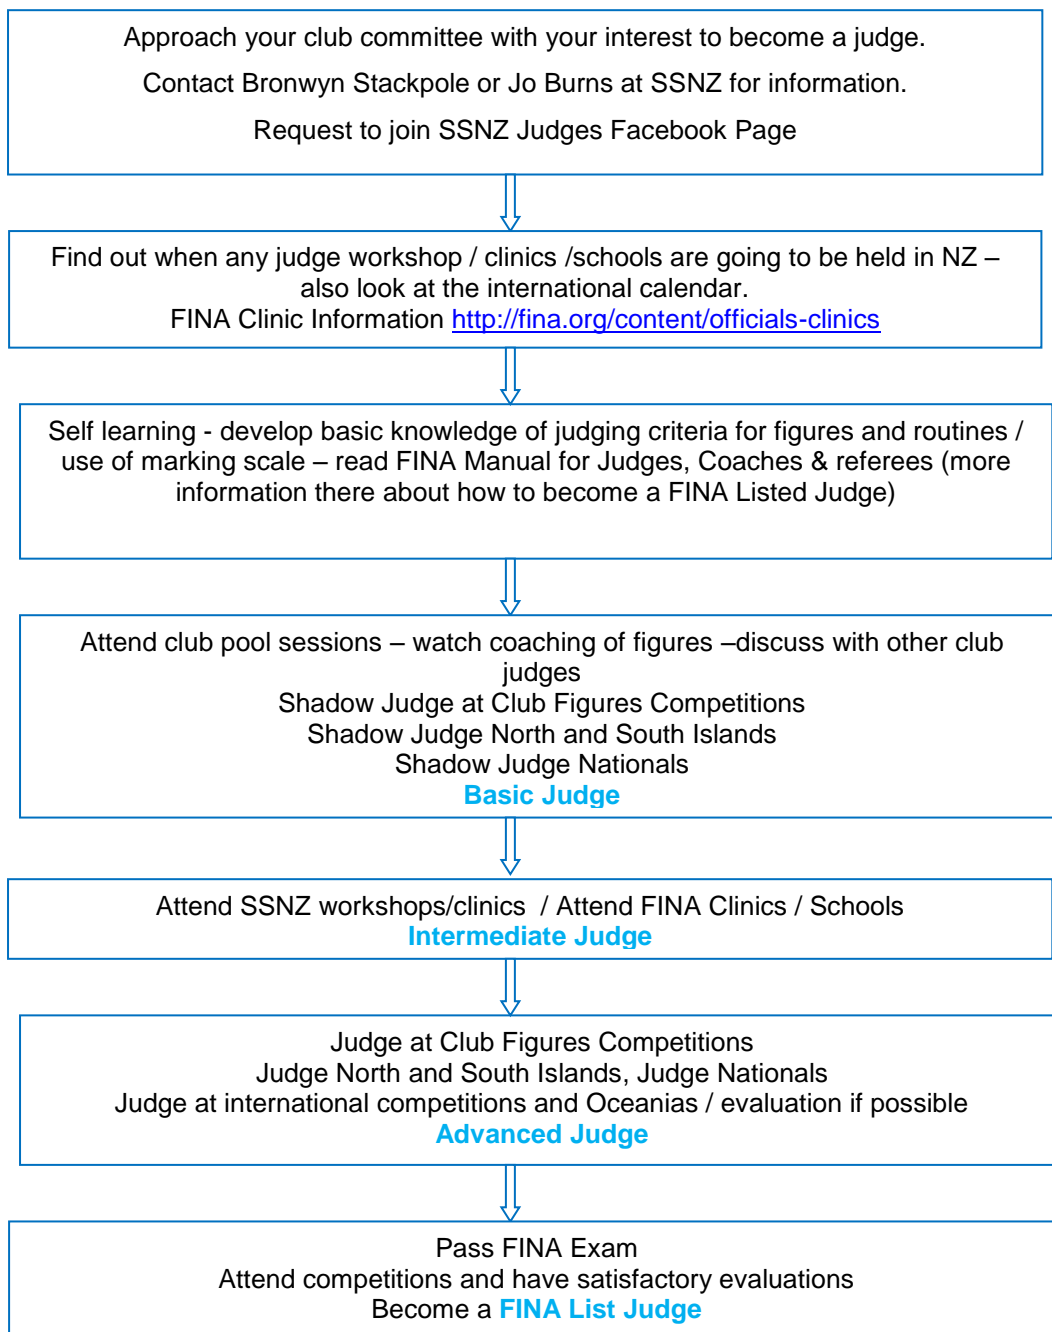 Approach your club committee with your interest to become a judge.
Contact Bronwyn Stackpole or Jo Burns at SSNZ for information.
Request to join SSNZ Judges Facebook Page
Find out when any judge workshop / clinics /schools are going to be held in NZ –
also look at the international calendar.
FINA Clinic Information http://fina.org/content/officials-clinics
Self learning - develop basic knowledge of judging criteria for figures and routines /
use of marking scale – read FINA Manual for Judges, Coaches & referees (more
information there about how to become a FINA Listed Judge)
Attend club pool sessions – watch coaching of figures –discuss with other club
judges
Shadow Judge at Club Figures Competitions
Shadow Judge North and South Islands
Shadow Judge Nationals
Basic Judge
Attend SSNZ workshops/clinics / Attend FINA Clinics / Schools
Intermediate Judge
Judge at Club Figures Competitions
Judge North and South Islands, Judge Nationals
Judge at international competitions and Oceanias / evaluation if possible
Advanced Judge
Pass FINA Exam
Attend competitions and have satisfactory evaluations
Become a FINA List Judge